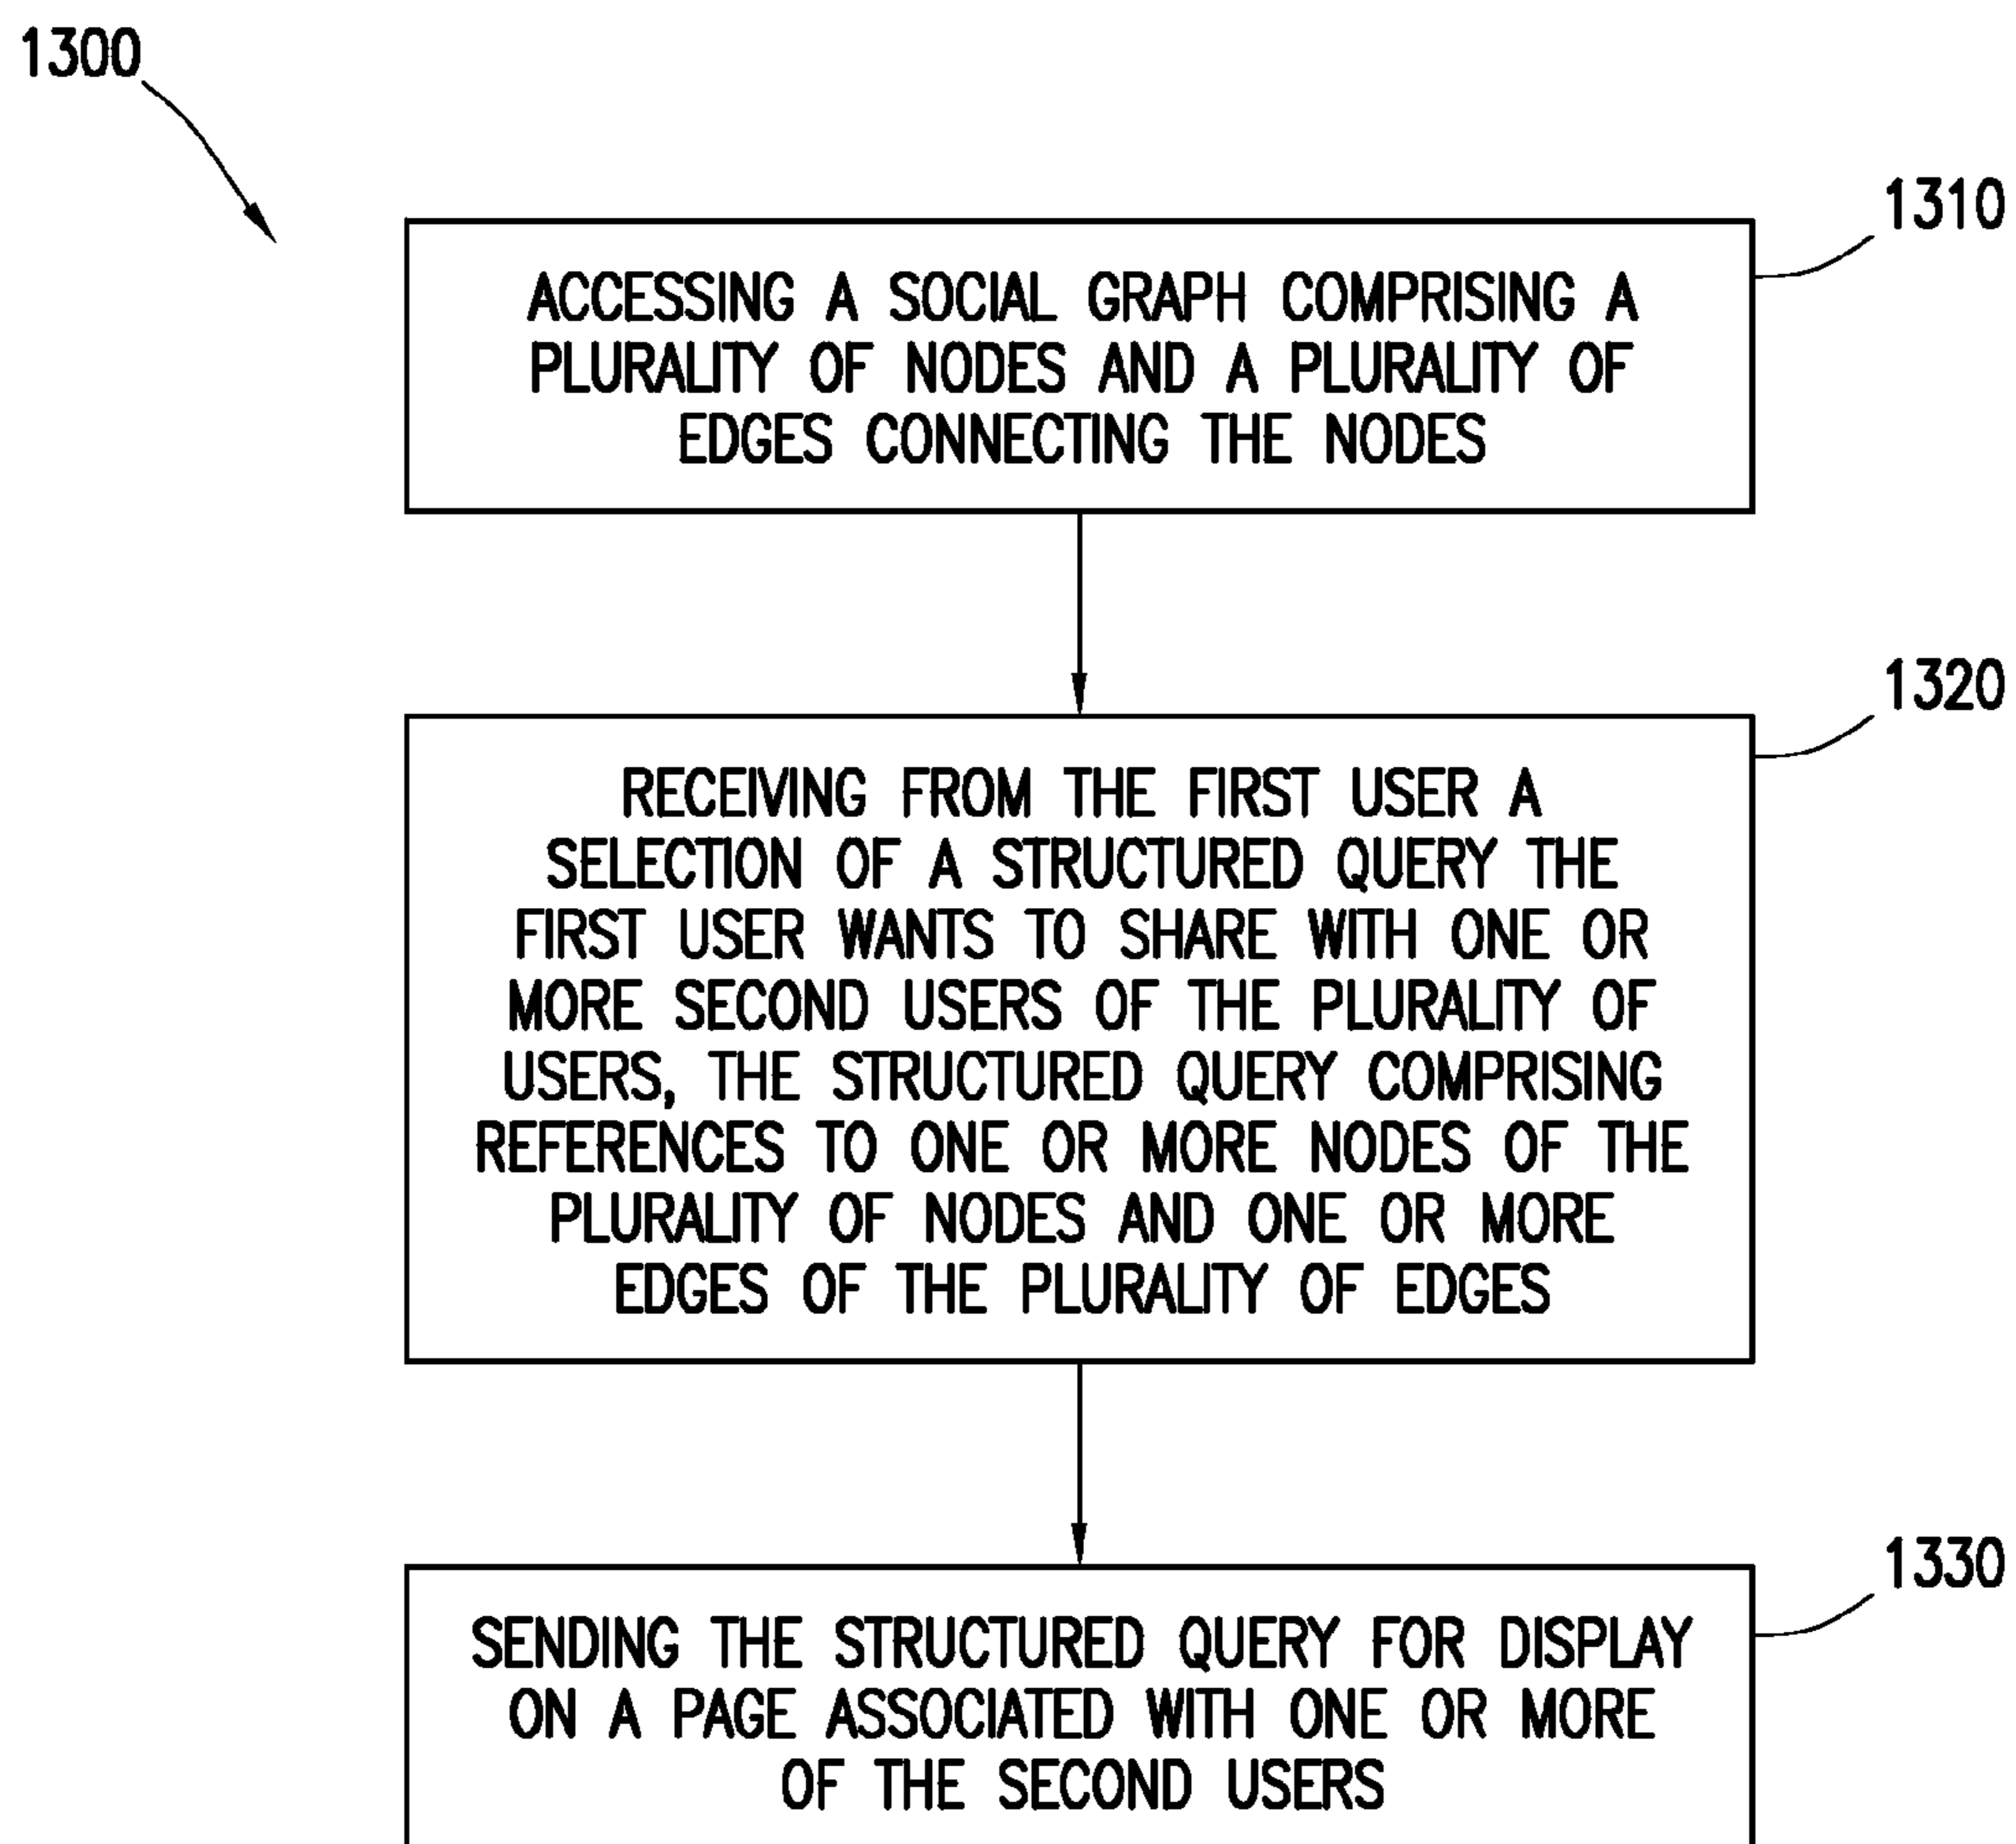 1300
1310
ACCESSING A SOCIAL GRAPH COMPRISING A
PLURALITY OF NODES AND A PLURALITY OF
EDGES CONNECTING THE NODES
1320
RECEIVING FROM THE FIRST USER A
SELECTION OF A STRUCTURED QUERY THE
FIRST USER WANTS TO SHARE WITH ONE OR
MORE SECOND USERS OF THE PLURALITY OF
USERS, THE STRUCTURED QUERY COMPRISING
REFERENCES TO ONE OR MORE NODES OF THE
PLURALITY OF NODES AND ONE OR MORE
EDGES OF THE PLURALITY OF EDGES
1330
SENDING THE STRUCTURED QUERY FOR DISPLAY
ON A PAGE ASSOCIATED WITH ONE OR MORE
OF THE SECOND USERS